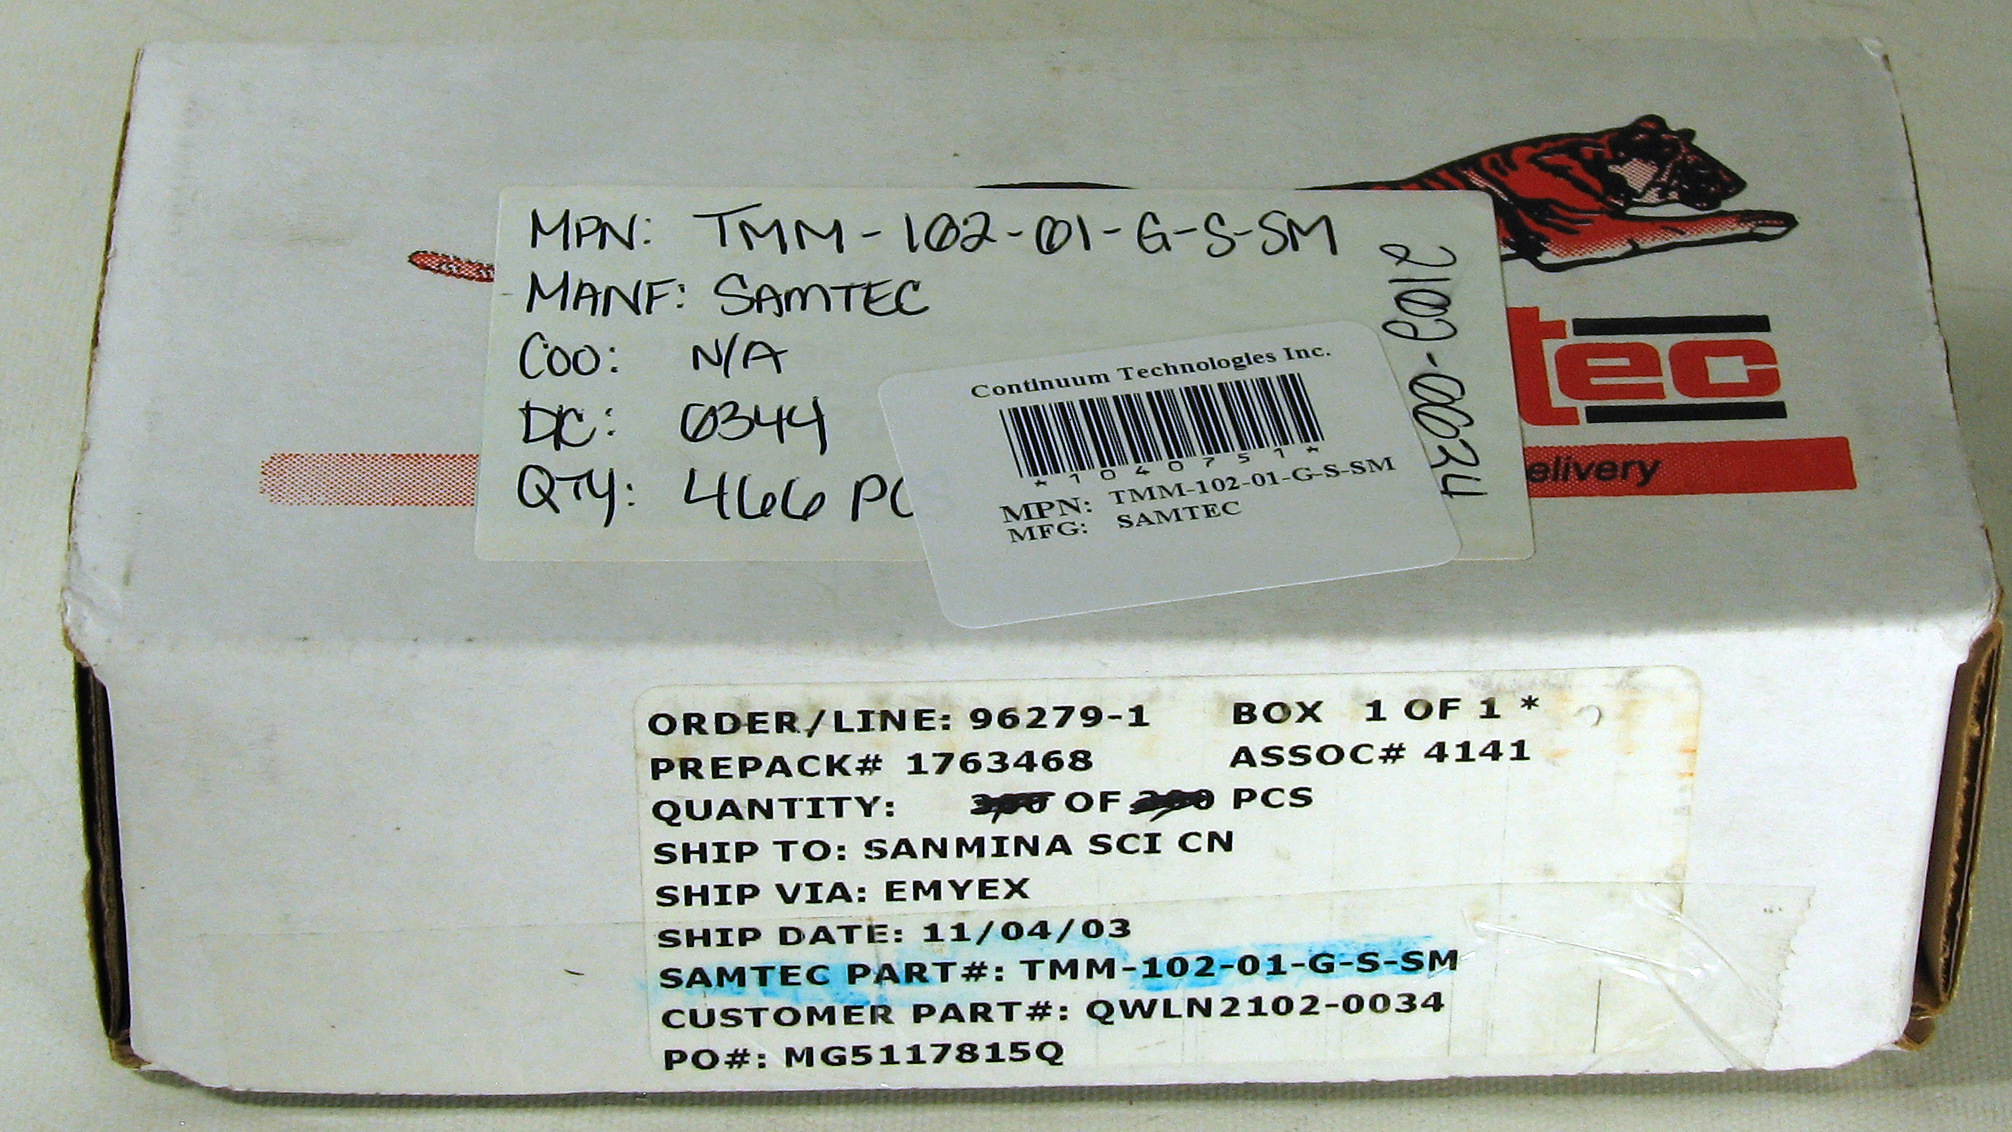 MPN: TMM-102-01-G-S-SM
MANF: SAMTEC
COO: N/A
DC: 0344
QTY: 466 PC
Continuum Technologies Inc.
*1040751*
MPN: TMM-102-01-G-S-SM
MFG: SAMTEC
tec
elivery
ORDER/LINE: 96279-1 BOX 1 OF 1 *
PREPACK# 1763468 ASSOC# 4141
QUANTITY: OF PCS
SHIP TO: SANMINA SCI CN
SHIP VIA: EMYEX
SHIP DATE: 11/04/03
SAMTEC PART#: TMM-102-01-G-S-SM
CUSTOMER PART#: QWLN2102-0034
PO#: MG5117815Q